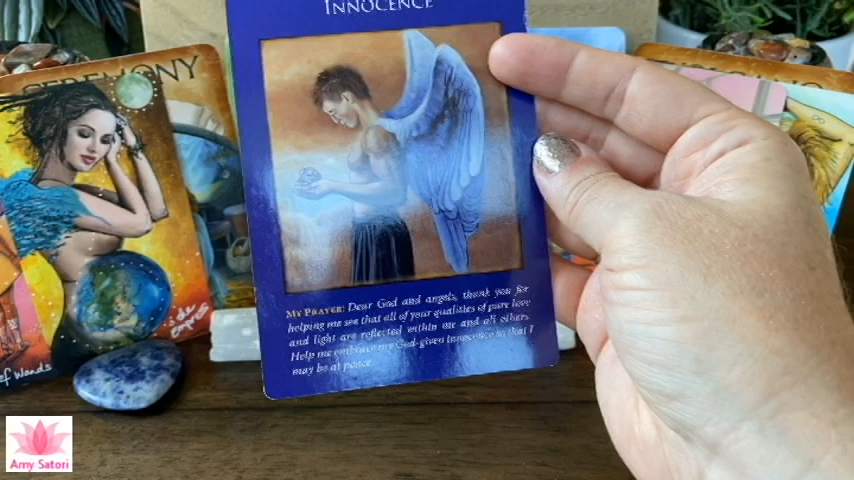 INNOCENCE
CEREMONY
MY PRAYER: Dear God and angels, thank you for
helping me see that all of your qualities of pure love
and light are reflected within me and all others.
Help me embrace my God-given innocence so that I
may be at peace.
of Wands
Amy Satori